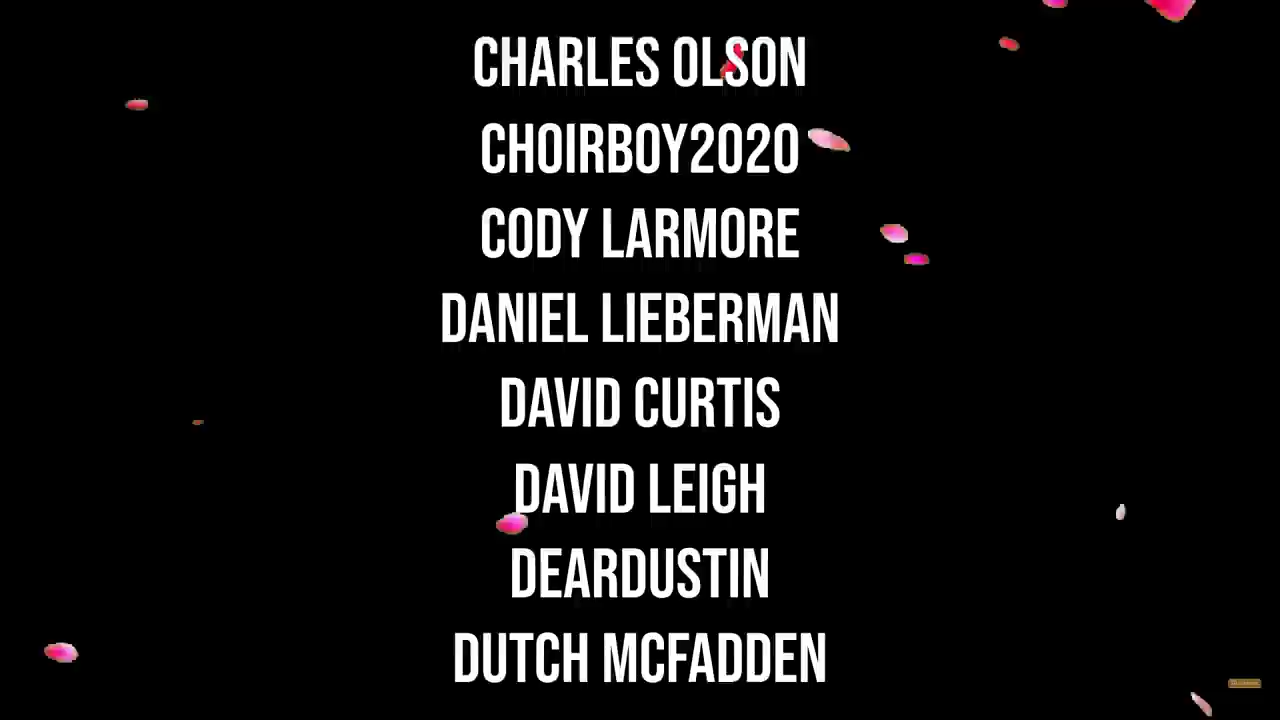 CHARLES OLSON
CHOIRBOY2020
CODY LARMORE
DANIEL LIEBERMAN
DAVID CURTIS
DAVID LEIGH
DEARDUSTIN
DUTCH MCFADDEN